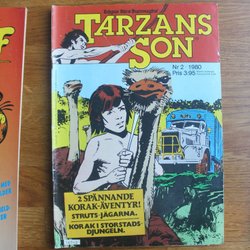 Edgar Rice Burroughs'
TARZANS
SON
Nr 2 · 1980
Pris 3:95
2 SPÄNNANDE
KORAK-ÄVENTYR!
STRUTS-JÄGARNA.
KORAK I STORSTADS
DJUNGELN.
F
MED